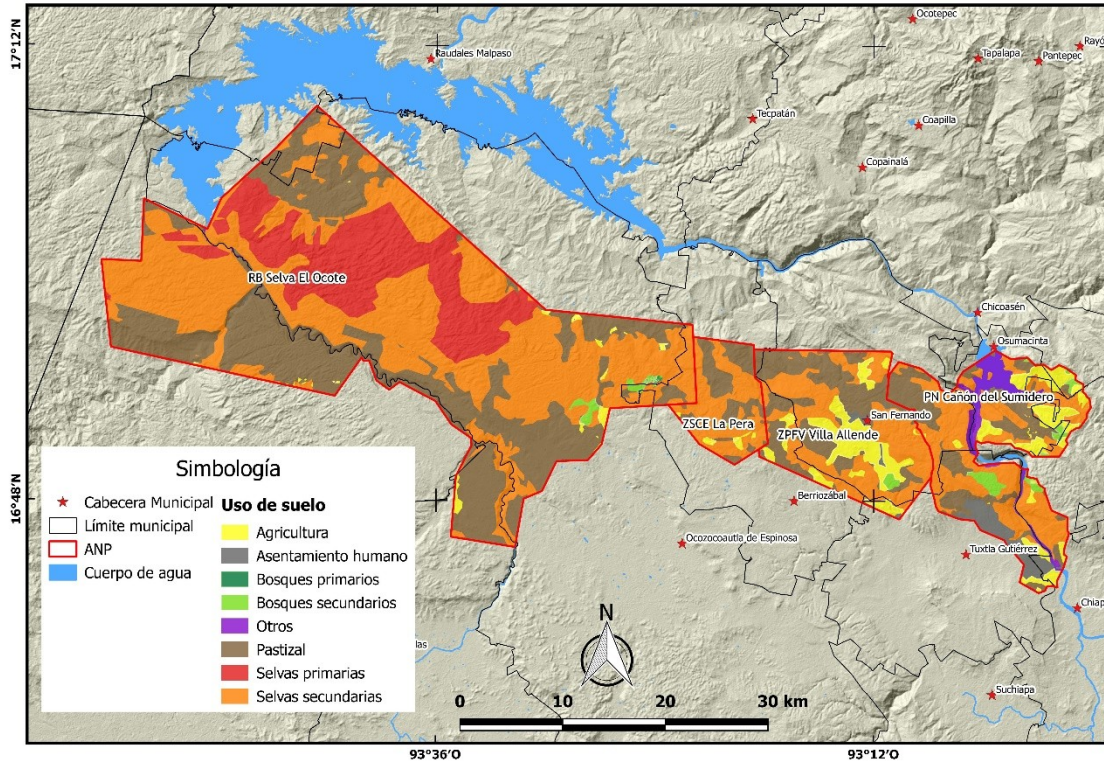 Ocotepec
17°12′N
Raudales Malpaso
Tapalapa
Pantepec
Rayó
Tecpatán
Coapilla
Copainalá
RB Selva El Ocote
Chicoasén
Osumacinta
PN Cañón del Sumidero
San Fernando
ZSCE La Pera
ZPFV Villa Allende
16°48′N
Berriozábal
Ocozocoautla de Espinosa
Tuxtla Gutiérrez
Chiap
las
Suchiapa
Simbología
Cabecera Municipal
Límite municipal
ANP
Cuerpo de agua
Uso de suelo
Agricultura
Asentamiento humano
Bosques primarios
Bosques secundarios
Otros
Pastizal
Selvas primarias
Selvas secundarias
N
0 10 20 30 km
93°36′O 93°12′O